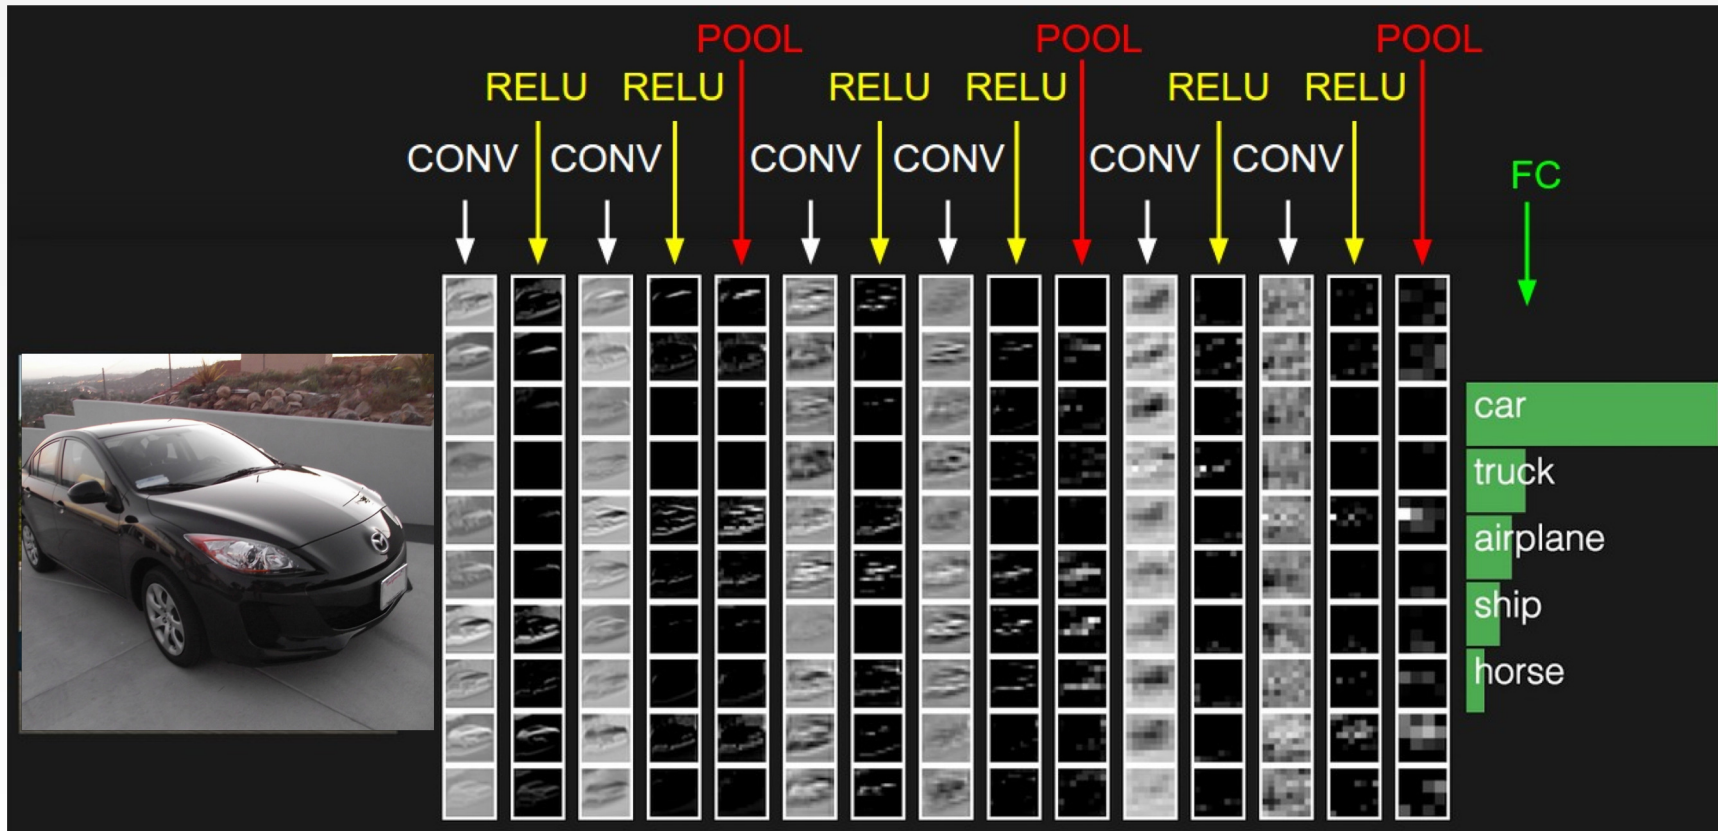 POOL POOL POOL
RELU RELU RELU RELU RELU RELU
CONV CONV CONV CONV CONV CONV
FC
car
truck
airplane
ship
horse